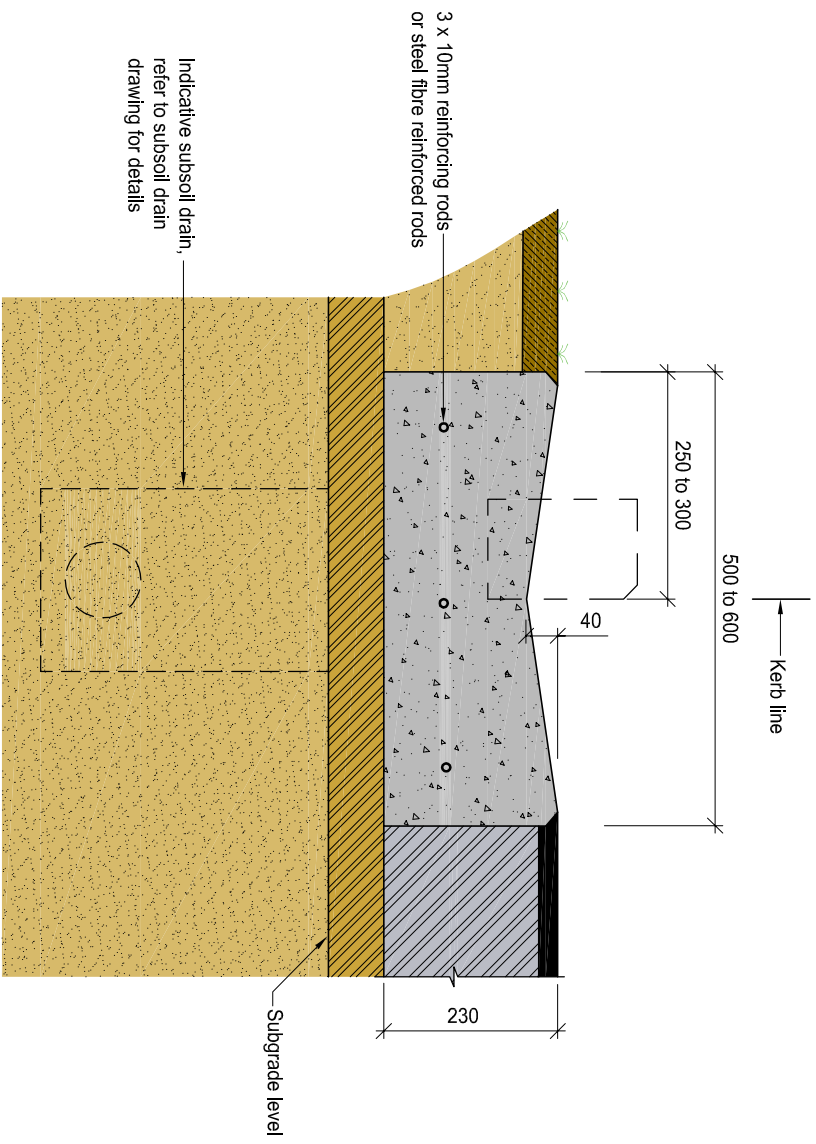 3 x 10mm reinforcing rods
or steel fibre reinforced rods
Indicative subsoil drain,
refer to subsoil drain
drawing for details
250 to 300
500 to 600
40
Kerb line
230
Subgrade level